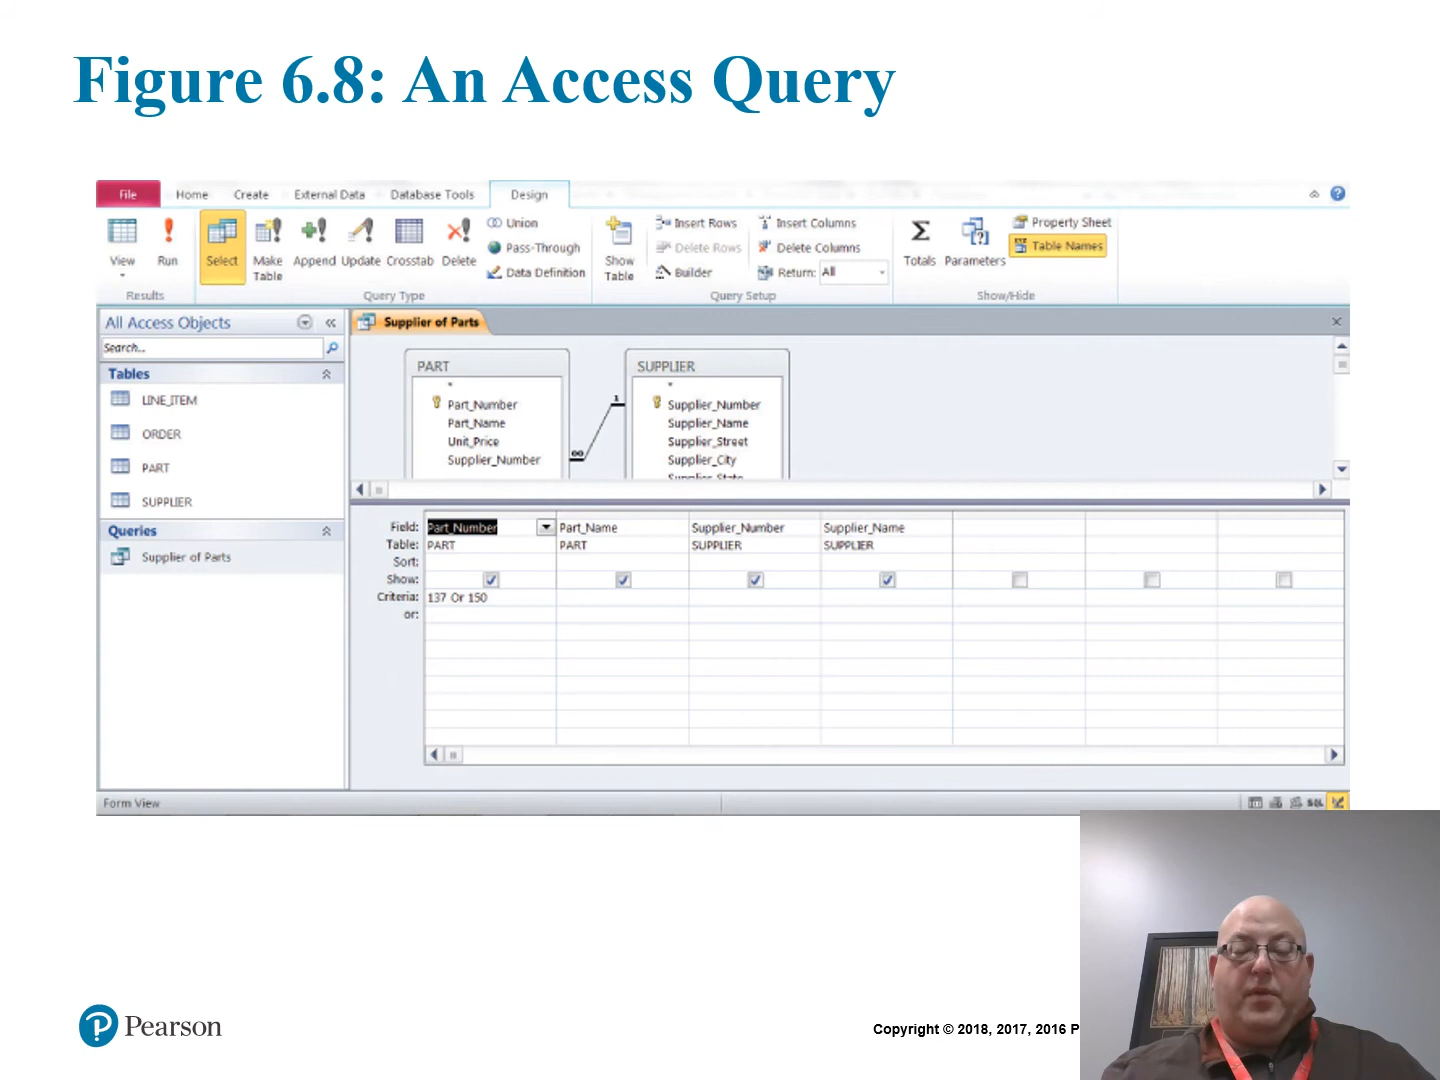 Figure 6.8: An Access Query
File Home Create External Data Database Tools Design
View Run Select Make Table Append Update Crosstab Delete
Union
Pass-Through
Data Definition
Show Table
Insert Rows
Delete Rows
Builder
Insert Columns
Delete Columns
Return: All
Totals Parameters
Property Sheet
Table Names
Results Query Type Query Setup Show/Hide
All Access Objects
Search...
Tables
LINE_ITEM
ORDER
PART
SUPPLIER
Queries
Supplier of Parts
Supplier of Parts
PART
*
Part_Number
Part_Name
Unit_Price
Supplier_Number
∞ 1
SUPPLIER
*
Supplier_Number
Supplier_Name
Supplier_Street
Supplier_City
Supplier_State
Field: Part_Number Part_Name Supplier_Number Supplier_Name
Table: PART PART SUPPLIER SUPPLIER
Sort:
Show:
Criteria: 137 Or 150
or:
Form View
SQL
Pearson
Copyright © 2018, 2017, 2016 P